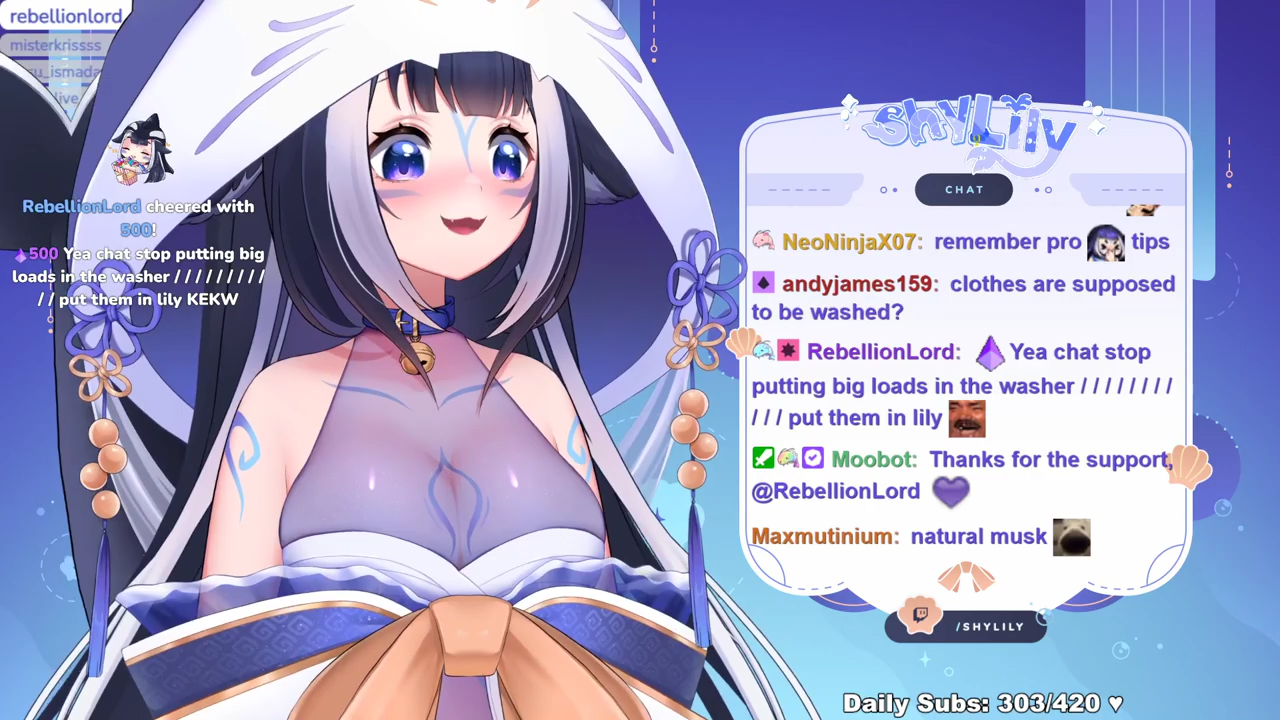 rebellionlord
misterkrissss
su_ismada
live
RebellionLord cheered with
500!
500 Yea chat stop putting big
loads in the washer / / / / / / / / /
/ / put them in lily KEKW
shyLily
CHAT
NeoNinjaX07: remember pro tips
andyjames159: clothes are supposed
to be washed?
RebellionLord: Yea chat stop
putting big loads in the washer / / / / / / / /
/ / / put them in lily
Moobot: Thanks for the support,
@RebellionLord
Maxmutinium: natural musk
/SHYLILY
Daily Subs: 303/420 ♥